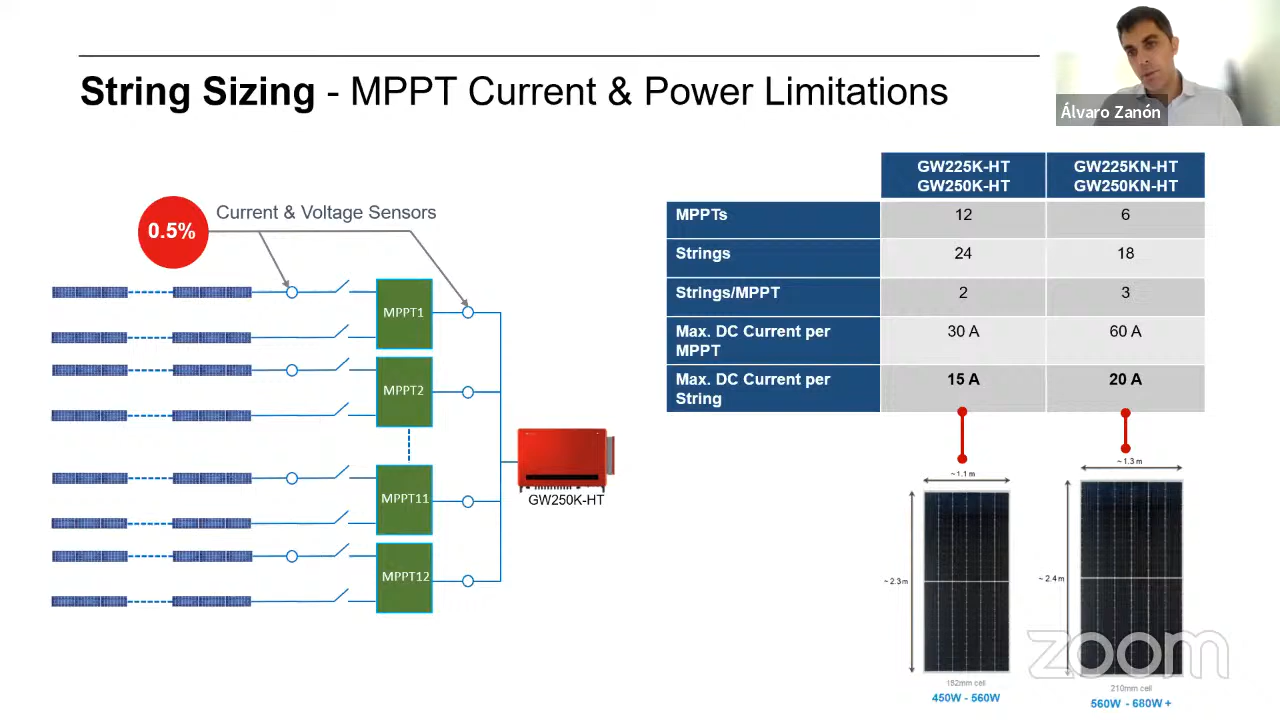 String Sizing - MPPT Current & Power Limitations
Álvaro Zanón
0.5%
Current & Voltage Sensors
MPPT1
MPPT2
MPPT11
MPPT12
GW250K-HT
GW225K-HT
GW250K-HT
GW225KN-HT
GW250KN-HT
MPPTs
12
6
Strings
24
18
Strings/MPPT
2
3
Max. DC Current per
MPPT
30 A
60 A
Max. DC Current per
String
15 A
20 A
~ 1.1 m
~ 1.3 m
~ 2.3m
~ 2.4m
182mm cell
450W - 560W
210mm cell
560W - 680W +
zoom